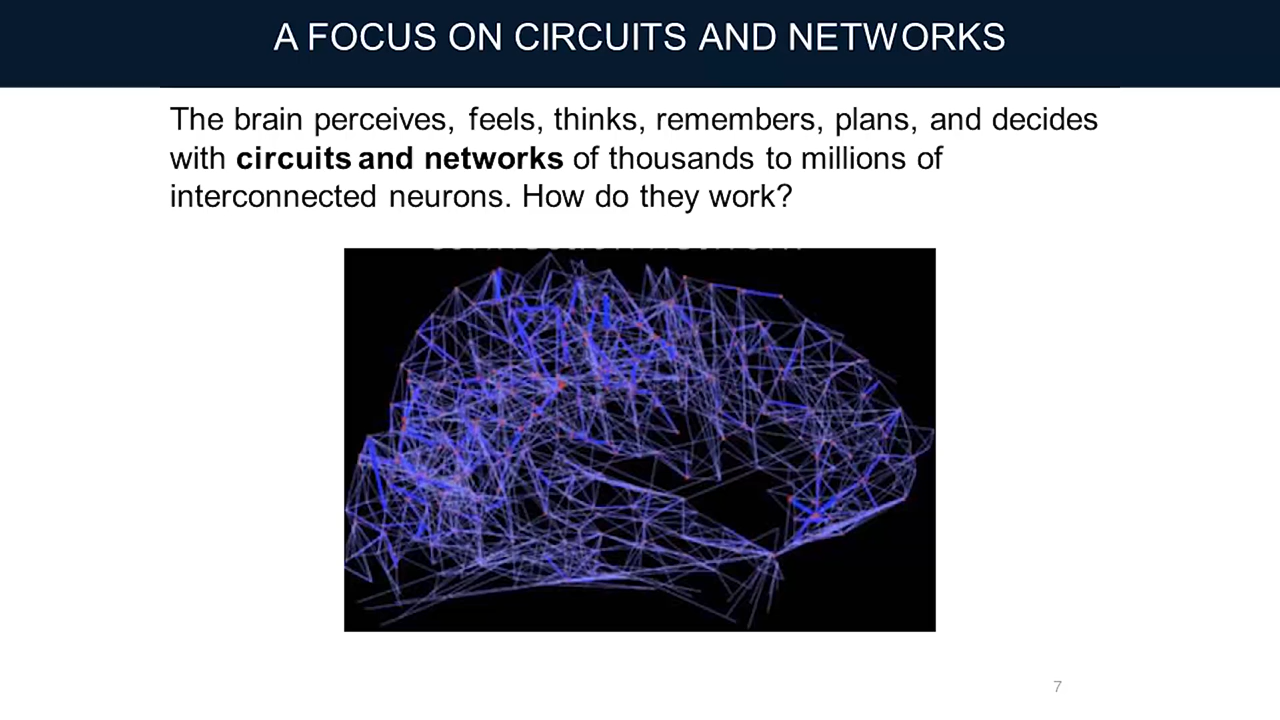 A FOCUS ON CIRCUITS AND NETWORKS
The brain perceives, feels, thinks, remembers, plans, and decides
with circuits and networks of thousands to millions of
interconnected neurons. How do they work?
7